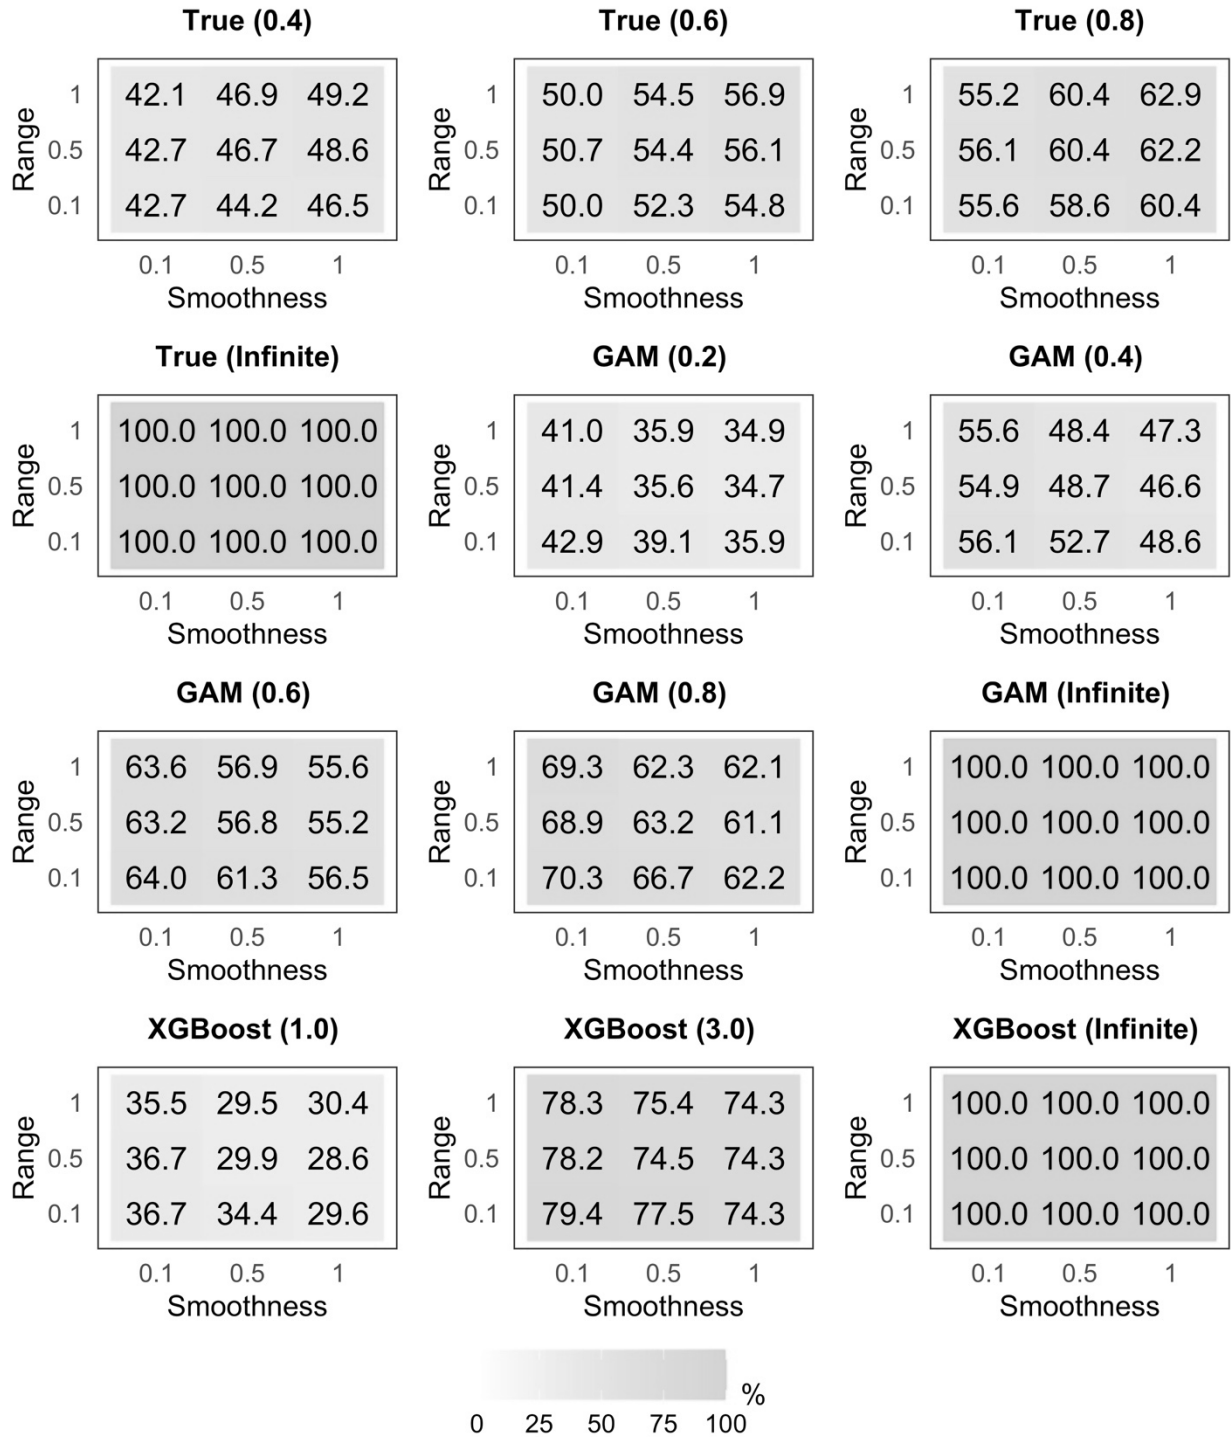 True (0.4) True (0.6) True (0.8)
Range 1 42.1 46.9 49.2 Range 1 50.0 54.5 56.9 Range 1 55.2 60.4 62.9
0.5 42.7 46.7 48.6 0.5 50.7 54.4 56.1 0.5 56.1 60.4 62.2
0.1 42.7 44.2 46.5 0.1 50.0 52.3 54.8 0.1 55.6 58.6 60.4
0.1 0.5 1 0.1 0.5 1 0.1 0.5 1
Smoothness Smoothness Smoothness
True (Infinite) GAM (0.2) GAM (0.4)
Range 1 100.0 100.0 100.0 Range 1 41.0 35.9 34.9 Range 1 55.6 48.4 47.3
0.5 100.0 100.0 100.0 0.5 41.4 35.6 34.7 0.5 54.9 48.7 46.6
0.1 100.0 100.0 100.0 0.1 42.9 39.1 35.9 0.1 56.1 52.7 48.6
0.1 0.5 1 0.1 0.5 1 0.1 0.5 1
Smoothness Smoothness Smoothness
GAM (0.6) GAM (0.8) GAM (Infinite)
Range 1 63.6 56.9 55.6 Range 1 69.3 62.3 62.1 Range 1 100.0 100.0 100.0
0.5 63.2 56.8 55.2 0.5 68.9 63.2 61.1 0.5 100.0 100.0 100.0
0.1 64.0 61.3 56.5 0.1 70.3 66.7 62.2 0.1 100.0 100.0 100.0
0.1 0.5 1 0.1 0.5 1 0.1 0.5 1
Smoothness Smoothness Smoothness
XGBoost (1.0) XGBoost (3.0) XGBoost (Infinite)
Range 1 35.5 29.5 30.4 Range 1 78.3 75.4 74.3 Range 1 100.0 100.0 100.0
0.5 36.7 29.9 28.6 0.5 78.2 74.5 74.3 0.5 100.0 100.0 100.0
0.1 36.7 34.4 29.6 0.1 79.4 77.5 74.3 0.1 100.0 100.0 100.0
0.1 0.5 1 0.1 0.5 1 0.1 0.5 1
Smoothness Smoothness Smoothness
%
0 25 50 75 100